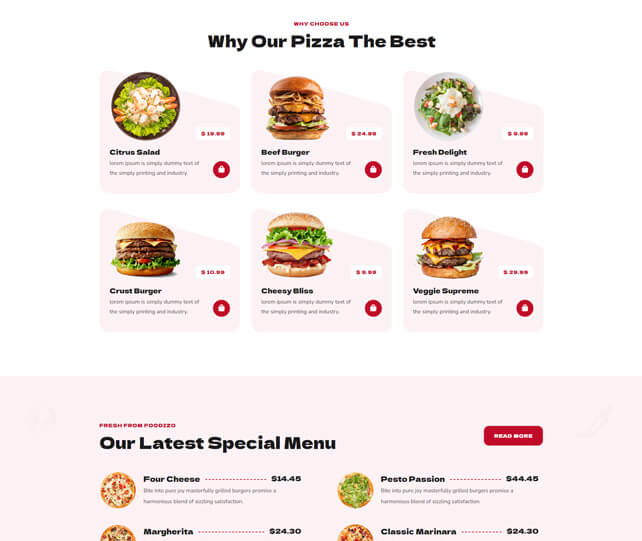 WHY CHOOSE US
Why Our Pizza The Best
$ 19.99
Citrus Salad
lorem ipsum is simply dummy text of
the simply printing and industry.
$ 24.99
Beef Burger
lorem ipsum is simply dummy text of
the simply printing and industry.
$ 9.99
Fresh Delight
lorem ipsum is simply dummy text of
the simply printing and industry.
$ 10.99
Crust Burger
lorem ipsum is simply dummy text of
the simply printing and industry.
$ 9.99
Cheesy Bliss
lorem ipsum is simply dummy text of
the simply printing and industry.
$ 29.99
Veggie Supreme
lorem ipsum is simply dummy text of
the simply printing and industry.
FRESH FROM FOODIZO
Our Latest Special Menu
READ MORE
Four Cheese $14.45
Bite into pure joy masterfully grilled burgers promise a
harmonious blend of sizzling satisfaction.
Pesto Passion $44.45
Bite into pure joy masterfully grilled burgers promise a
harmonious blend of sizzling satisfaction.
Margherita $24.30
Classic Marinara $24.30